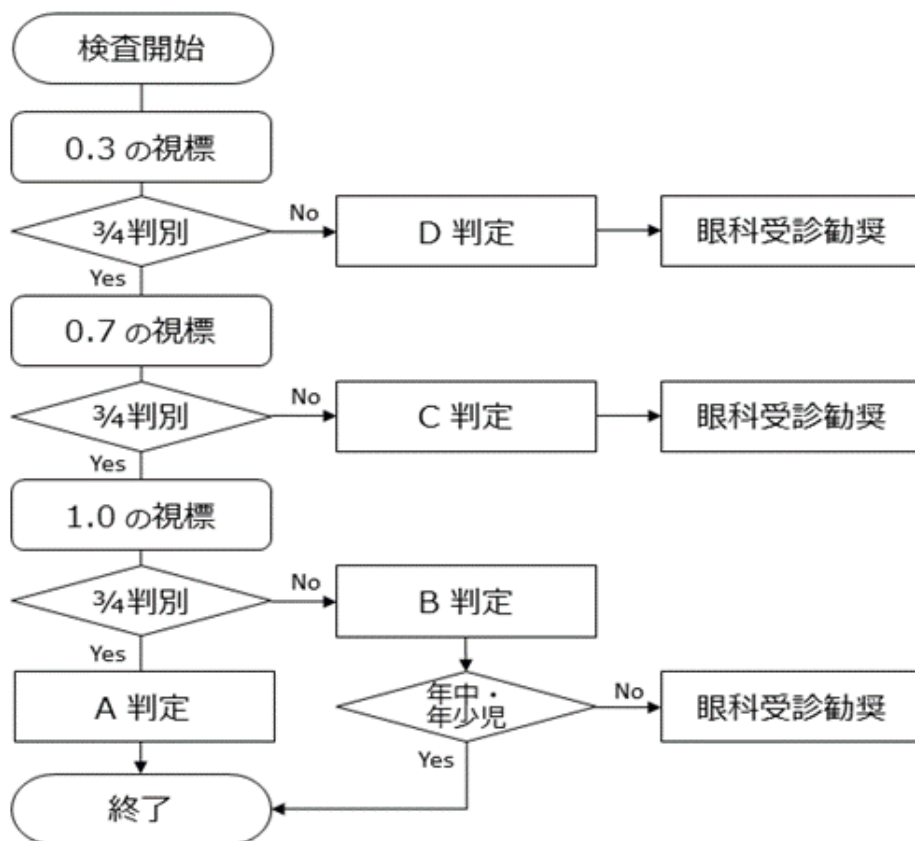 検査開始
0.3 の視標
¾判別
No
D 判定
眼科受診勧奨
Yes
0.7 の視標
¾判別
No
C 判定
眼科受診勧奨
Yes
1.0 の視標
¾判別
No
B 判定
Yes
A 判定
年中・
年少児
No
眼科受診勧奨
Yes
終了